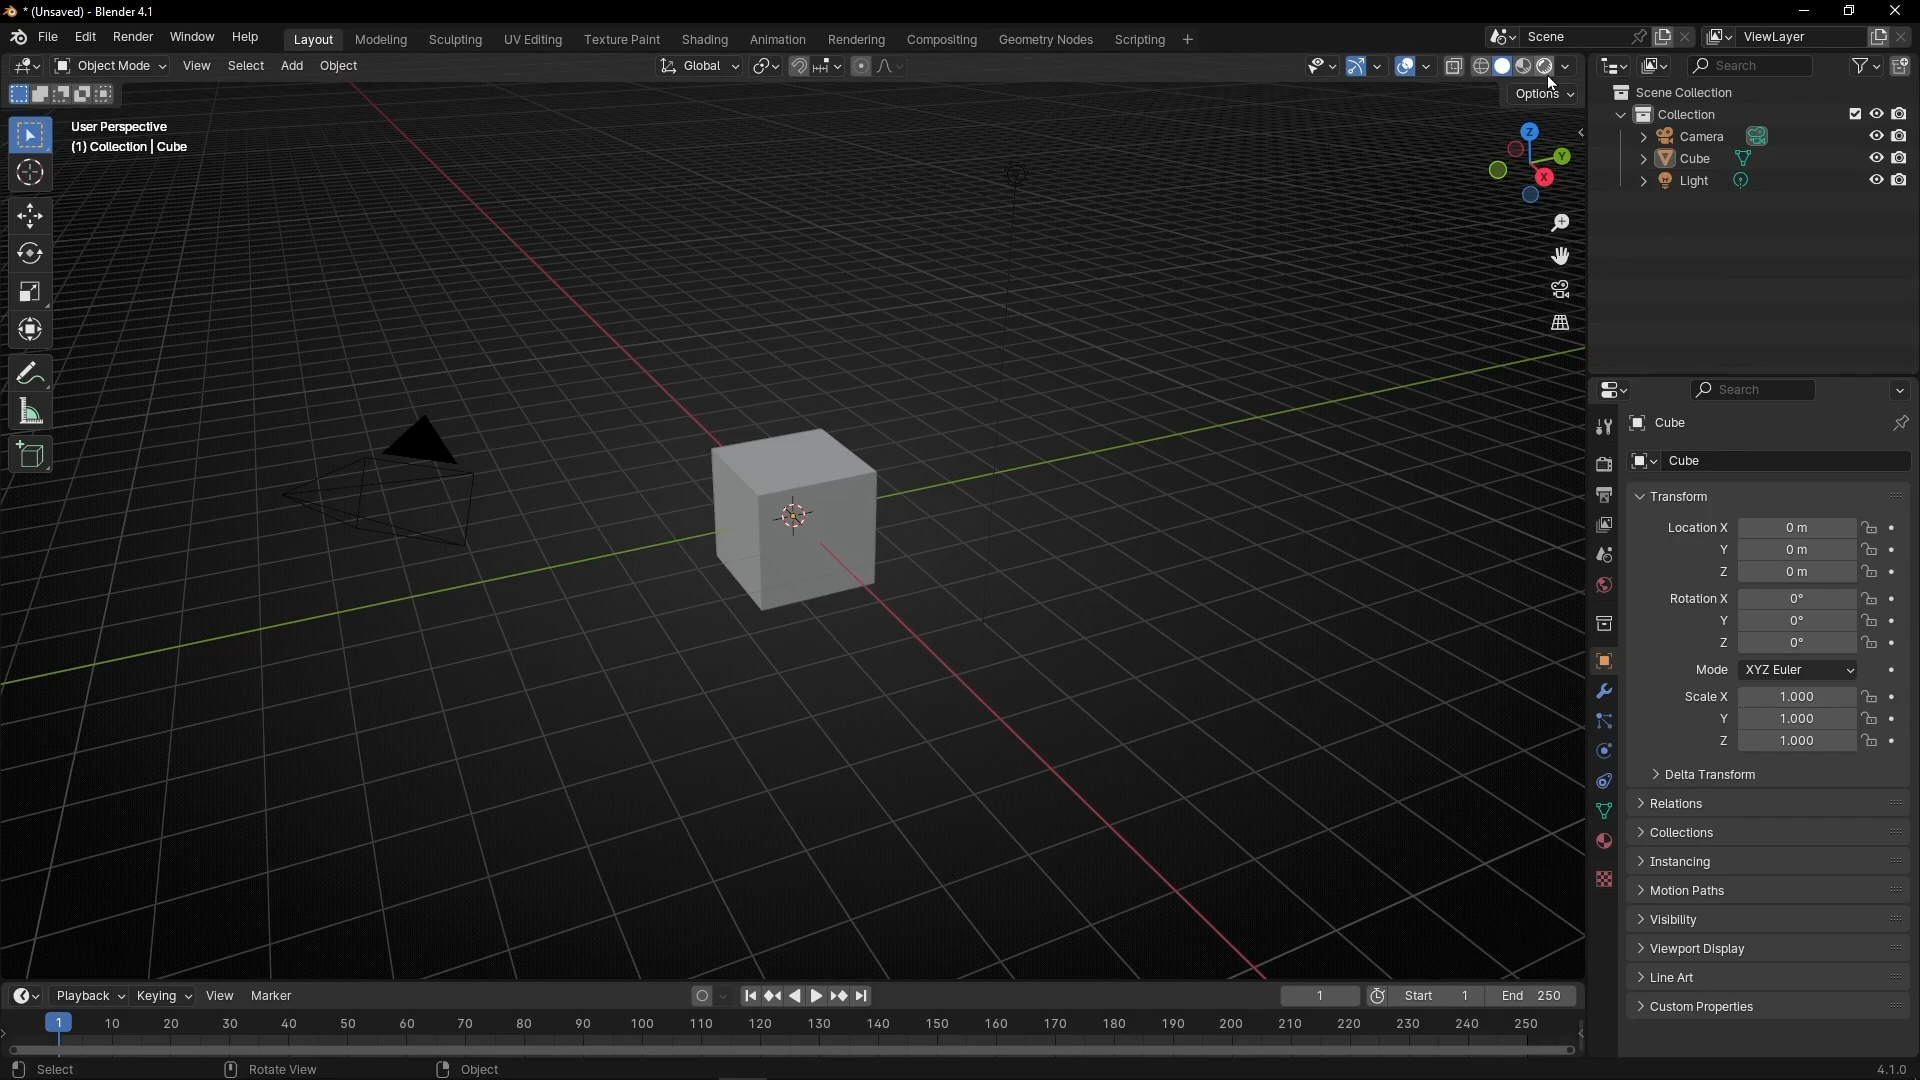 * (Unsaved) - Blender 4.1
File Edit Render Window Help Layout Modeling Sculpting UV Editing Texture Paint Shading Animation Rendering Compositing Geometry Nodes Scripting + Scene ViewLayer
Object Mode View Select Add Object Global Search
Options
User Perspective
(1) Collection | Cube
Z
Y
X
Scene Collection
Collection
Camera
Cube
Light
Search
Cube
Cube
Transform
Location X 0 m
Y 0 m
Z 0 m
Rotation X 0°
Y 0°
Z 0°
Mode XYZ Euler
Scale X 1.000
Y 1.000
Z 1.000
Delta Transform
Relations
Collections
Instancing
Motion Paths
Visibility
Viewport Display
Line Art
Custom Properties
Playback Keying View Marker 1 Start 1 End 250
1 10 20 30 40 50 60 70 80 90 100 110 120 130 140 150 160 170 180 190 200 210 220 230 240 250
Select Rotate View Object 4.1.0